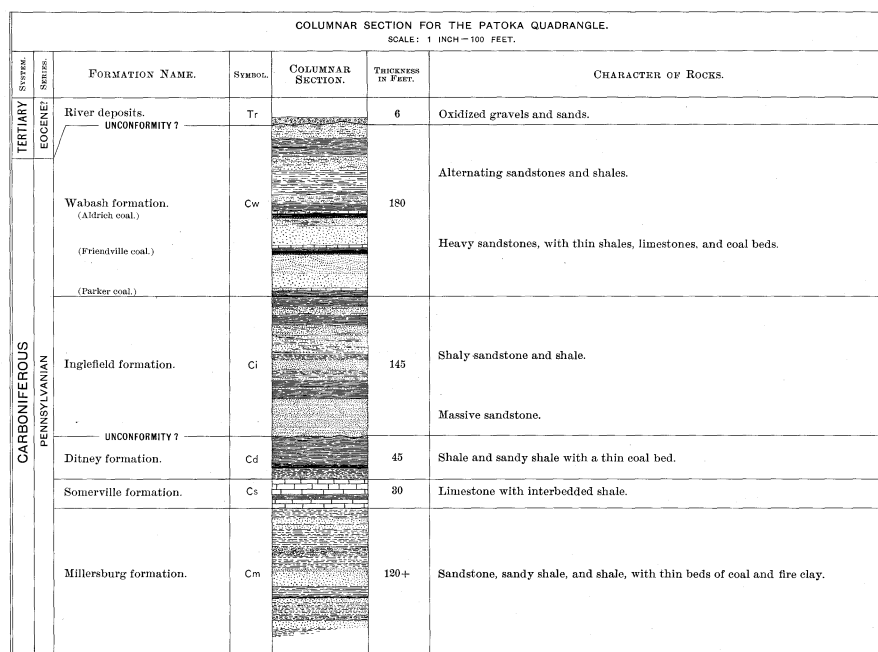 COLUMNAR SECTION FOR THE PATOKA QUADRANGLE.
SCALE: 1 INCH—100 FEET.
SYSTEM.
SERIES.
FORMATION NAME.
SYMBOL.
COLUMNAR
SECTION.
THICKNESS
IN FEET.
CHARACTER OF ROCKS.
TERTIARY
EOCENE?
River deposits.
Tr
6
Oxidized gravels and sands.
UNCONFORMITY ?
CARBONIFEROUS
PENNSYLVANIAN
Alternating sandstones and shales.
Wabash formation.
Cw
180
(Aldrich coal.)
Heavy sandstones, with thin shales, limestones, and coal beds.
(Friendville coal.)
(Parker coal.)
Shaly sandstone and shale.
Inglefield formation.
Ci
145
Massive sandstone.
UNCONFORMITY ?
Ditney formation.
Cd
45
Shale and sandy shale with a thin coal bed.
Somerville formation.
Cs
30
Limestone with interbedded shale.
Millersburg formation.
Cm
120+
Sandstone, sandy shale, and shale, with thin beds of coal and fire clay.